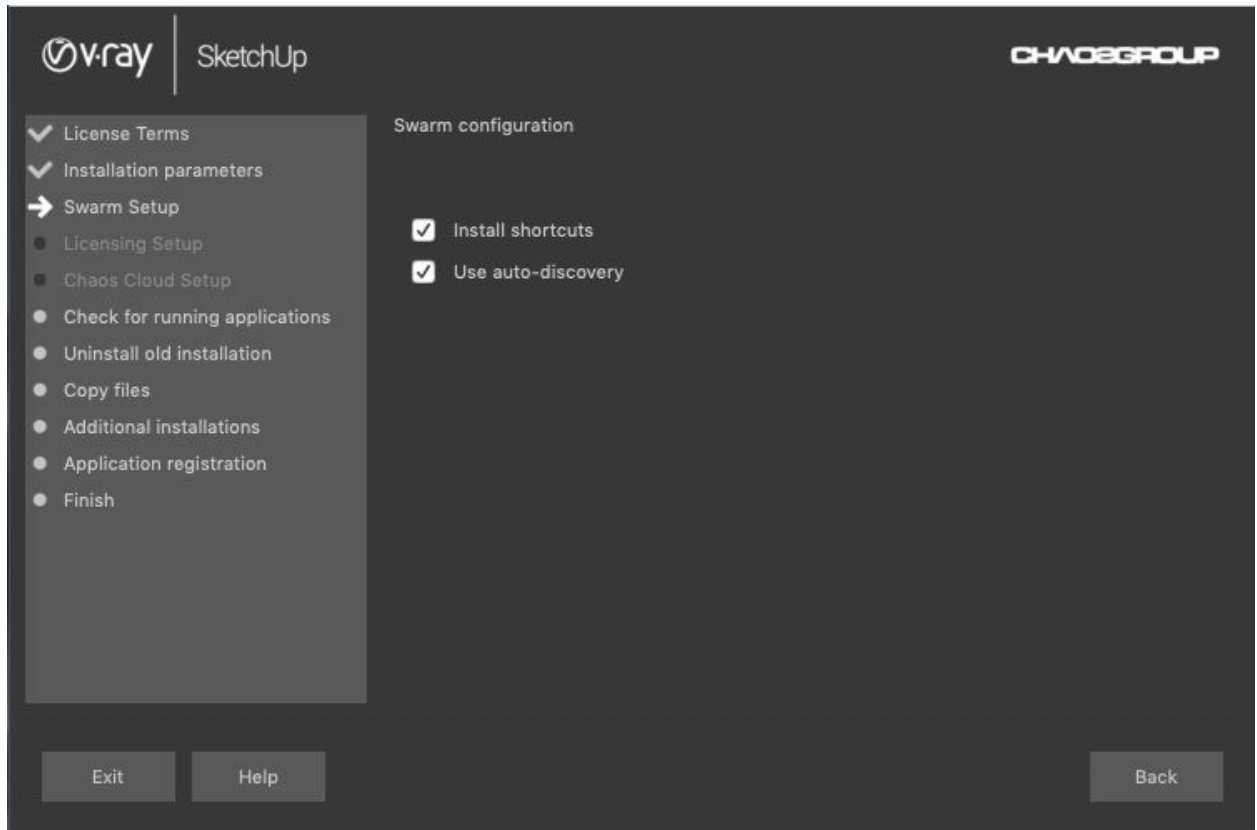 v·ray
SketchUp
CHAOSGROUP
License Terms
Installation parameters
Swarm Setup
Licensing Setup
Chaos Cloud Setup
Check for running applications
Uninstall old installation
Copy files
Additional installations
Application registration
Finish
Swarm configuration
Install shortcuts
Use auto-discovery
Exit
Help
Back